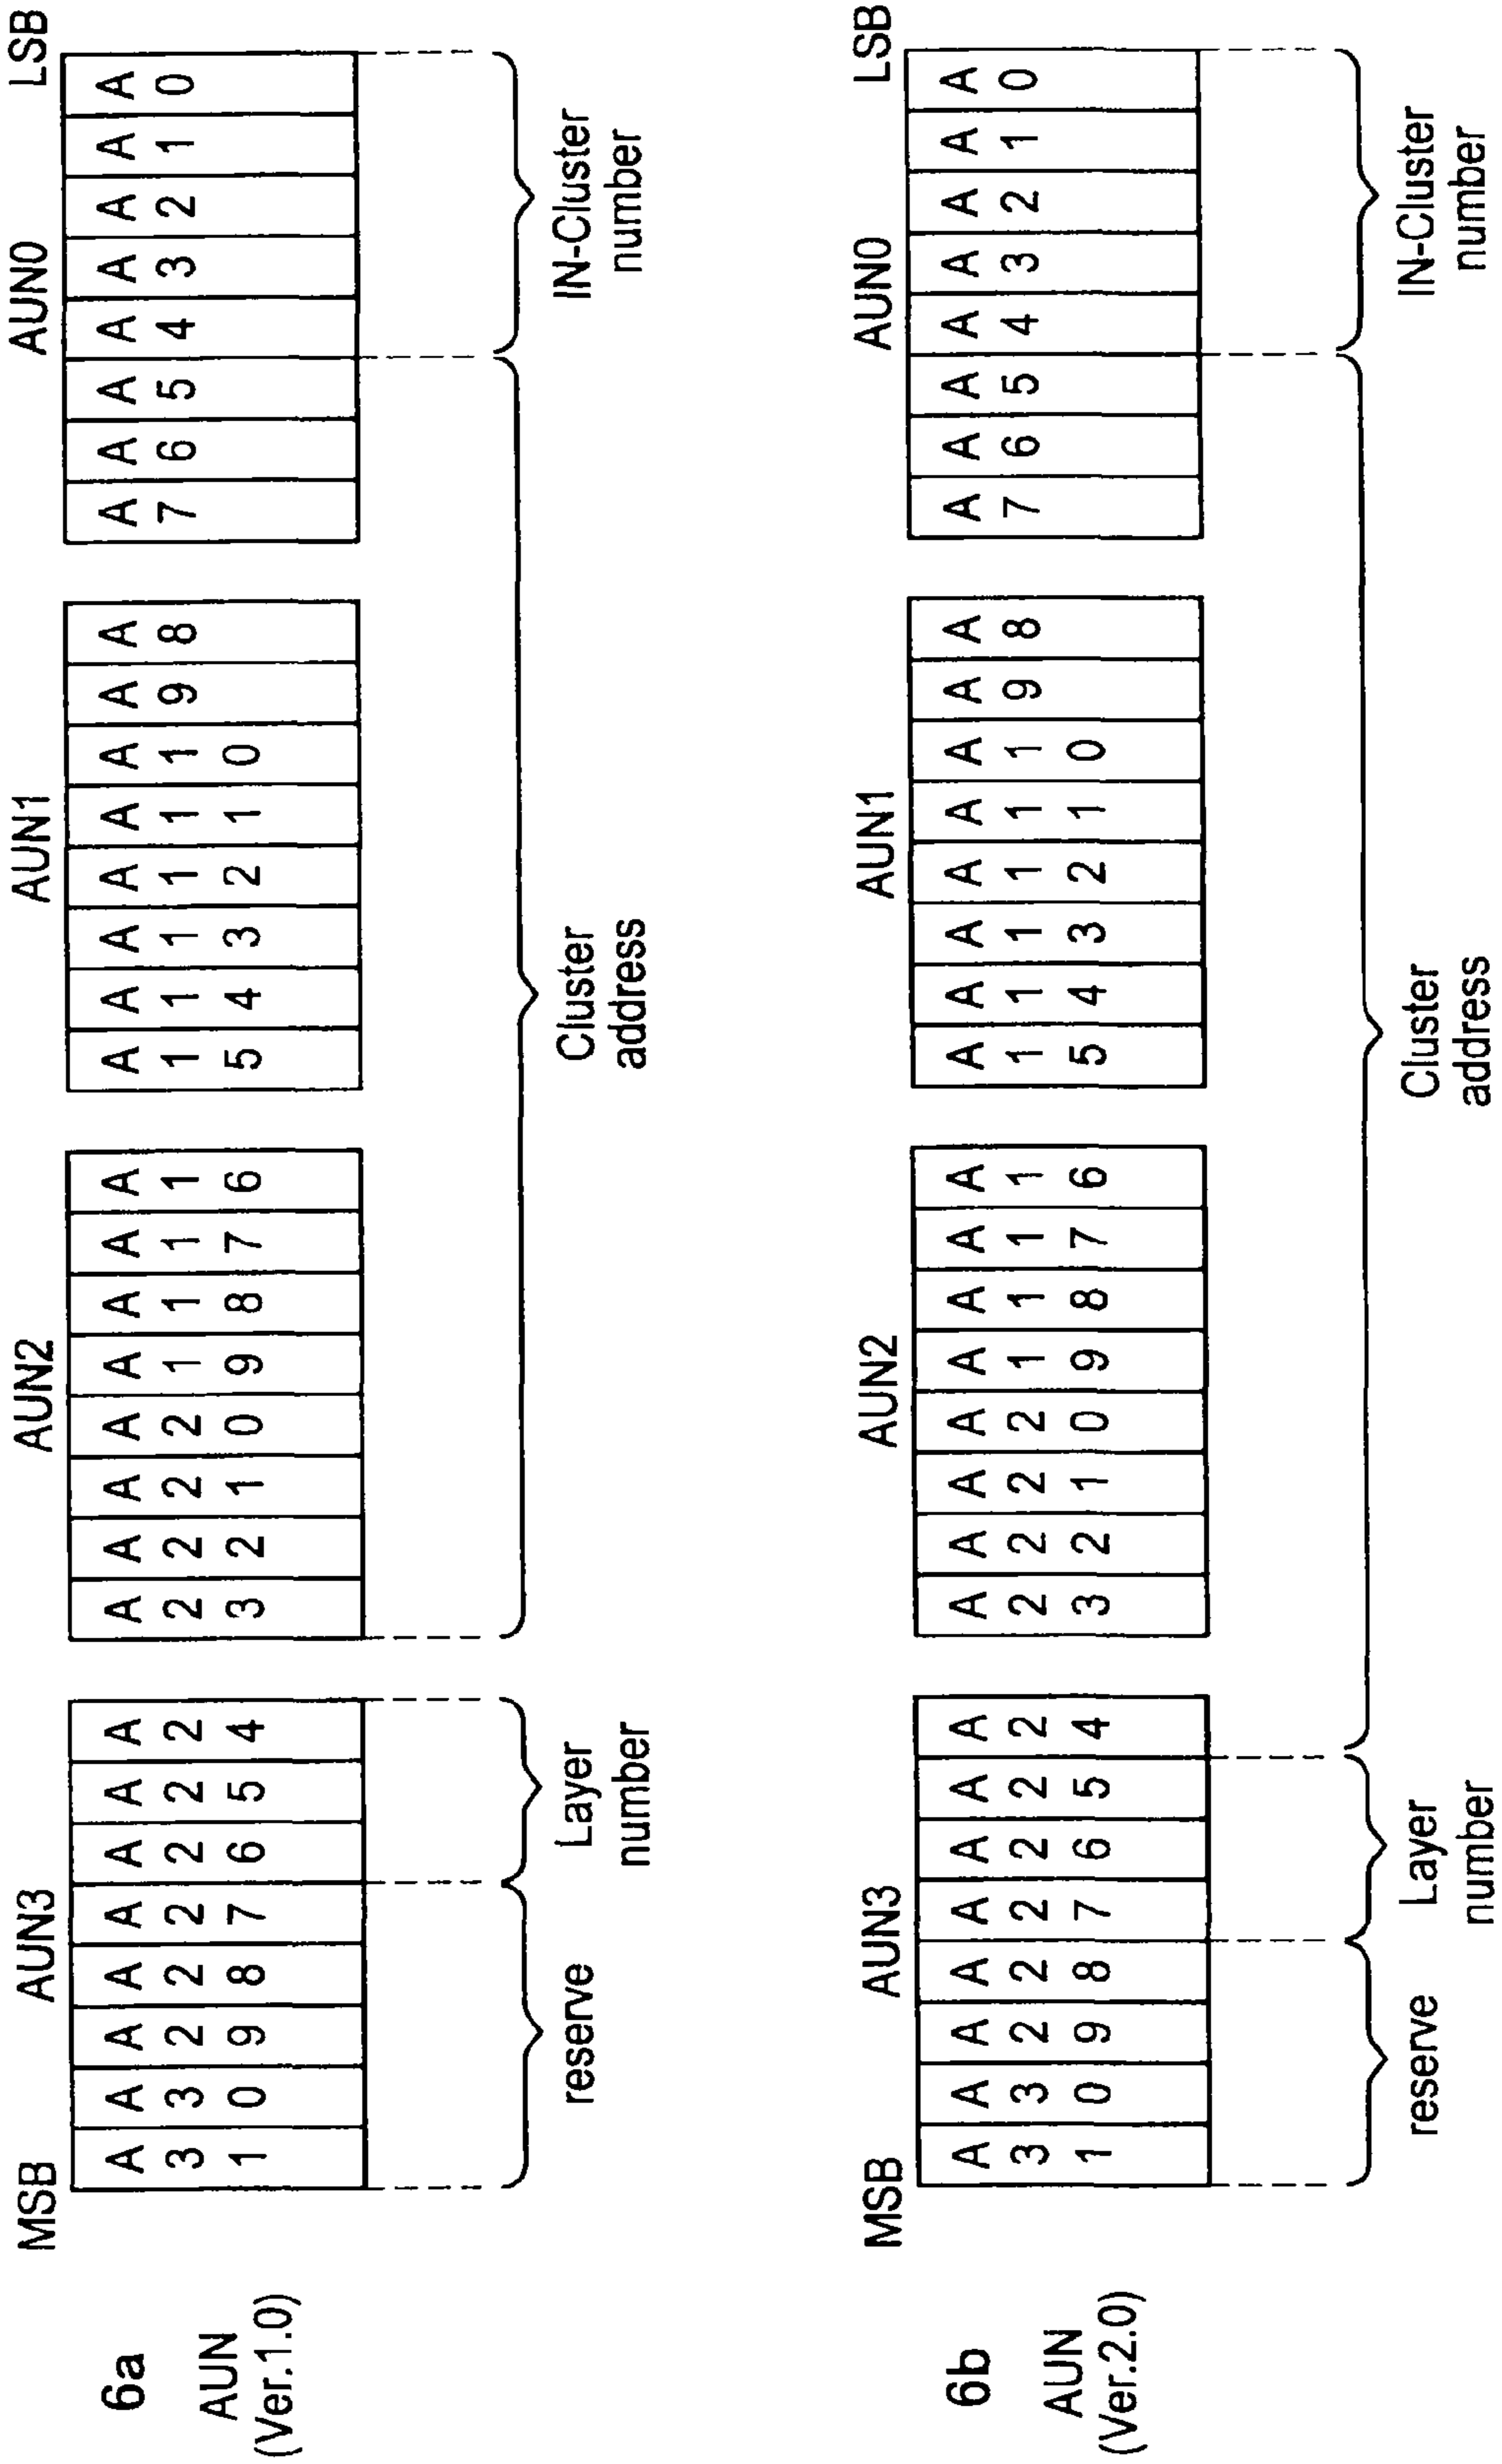 6a
AUN
(Ver.1.0)
MSB AUN3 AUN2 AUN1 AUN0 LSB
A31 A30 A29 A28 A27 A26 A25 A24 A23 A22 A21 A20 A19 A18 A17 A16 A15 A14 A13 A12 A11 A10 A9 A8 A7 A6 A5 A4 A3 A2 A1 A0
reserve
Layer
number
Cluster
address
IN-Cluster
number
6b
AUN
(Ver.2.0)
MSB AUN3 AUN2 AUN1 AUN0 LSB
A31 A30 A29 A28 A27 A26 A25 A24 A23 A22 A21 A20 A19 A18 A17 A16 A15 A14 A13 A12 A11 A10 A9 A8 A7 A6 A5 A4 A3 A2 A1 A0
reserve
Layer
number
Cluster
address
IN-Cluster
number